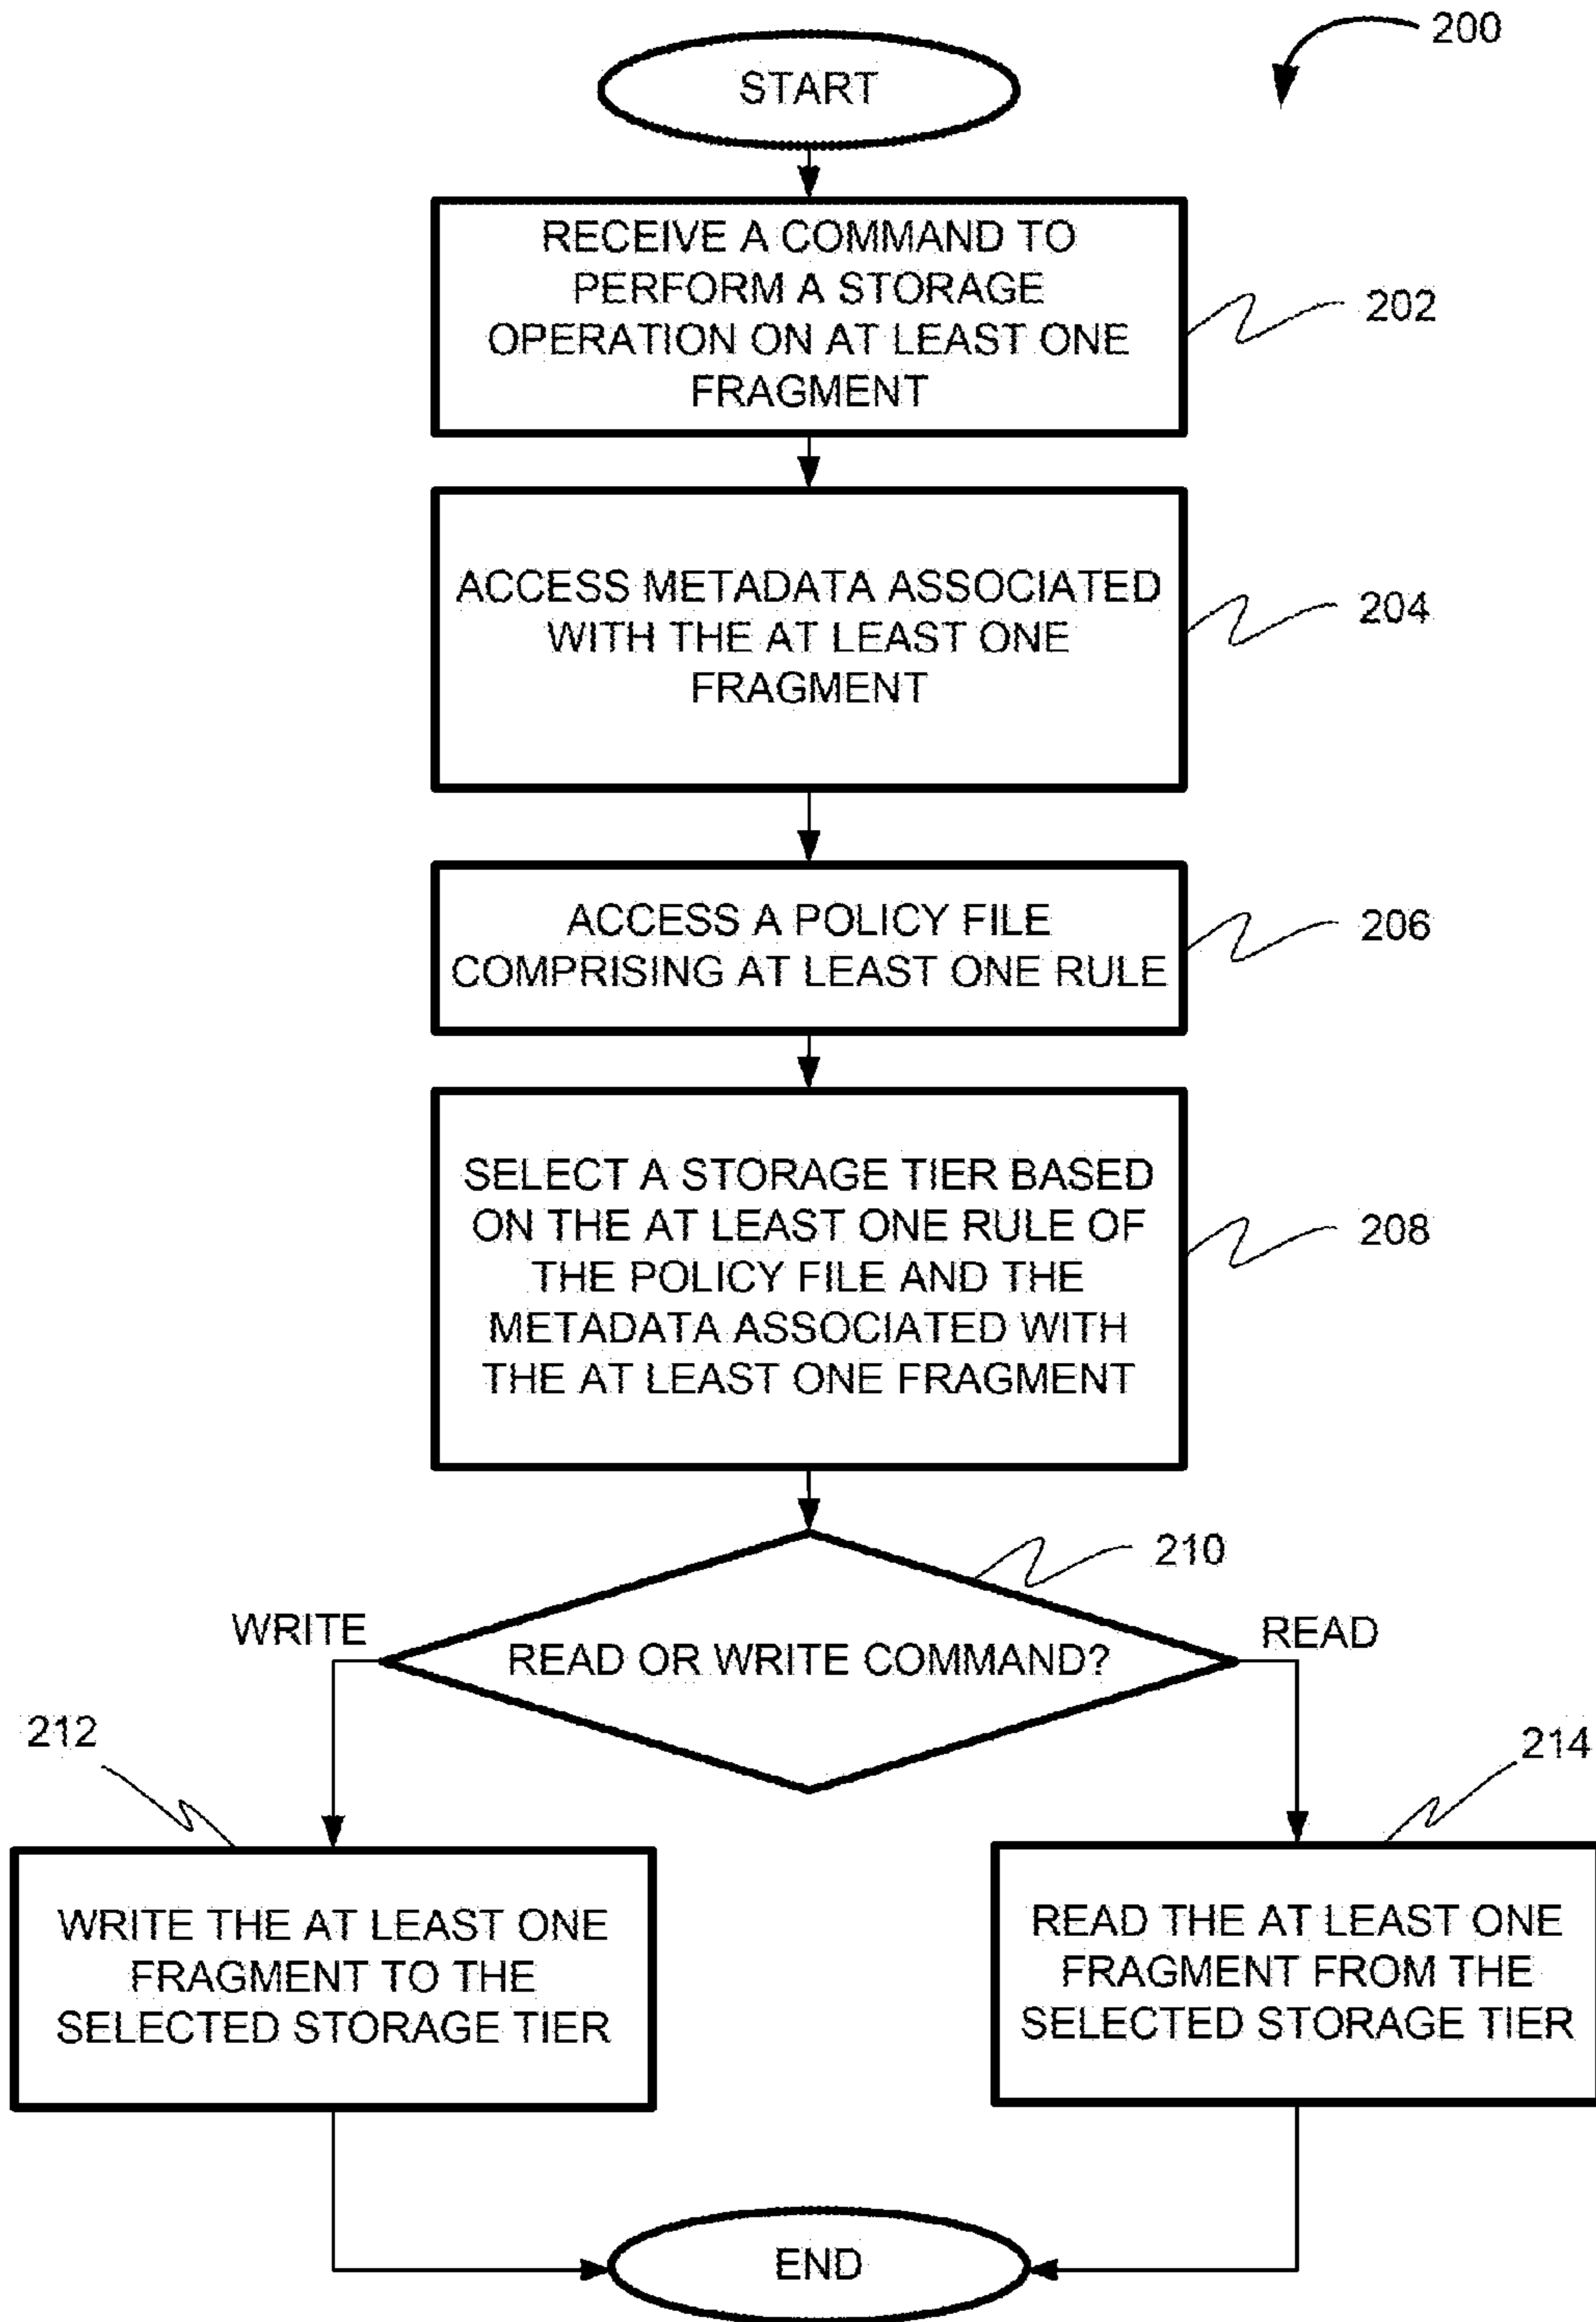 200
START
RECEIVE A COMMAND TO
PERFORM A STORAGE
OPERATION ON AT LEAST ONE
FRAGMENT
202
ACCESS METADATA ASSOCIATED
WITH THE AT LEAST ONE
FRAGMENT
204
ACCESS A POLICY FILE
COMPRISING AT LEAST ONE RULE
206
SELECT A STORAGE TIER BASED
ON THE AT LEAST ONE RULE OF
THE POLICY FILE AND THE
METADATA ASSOCIATED WITH
THE AT LEAST ONE FRAGMENT
208
210
WRITE
READ OR WRITE COMMAND?
READ
212
214
WRITE THE AT LEAST ONE
FRAGMENT TO THE
SELECTED STORAGE TIER
READ THE AT LEAST ONE
FRAGMENT FROM THE
SELECTED STORAGE TIER
END